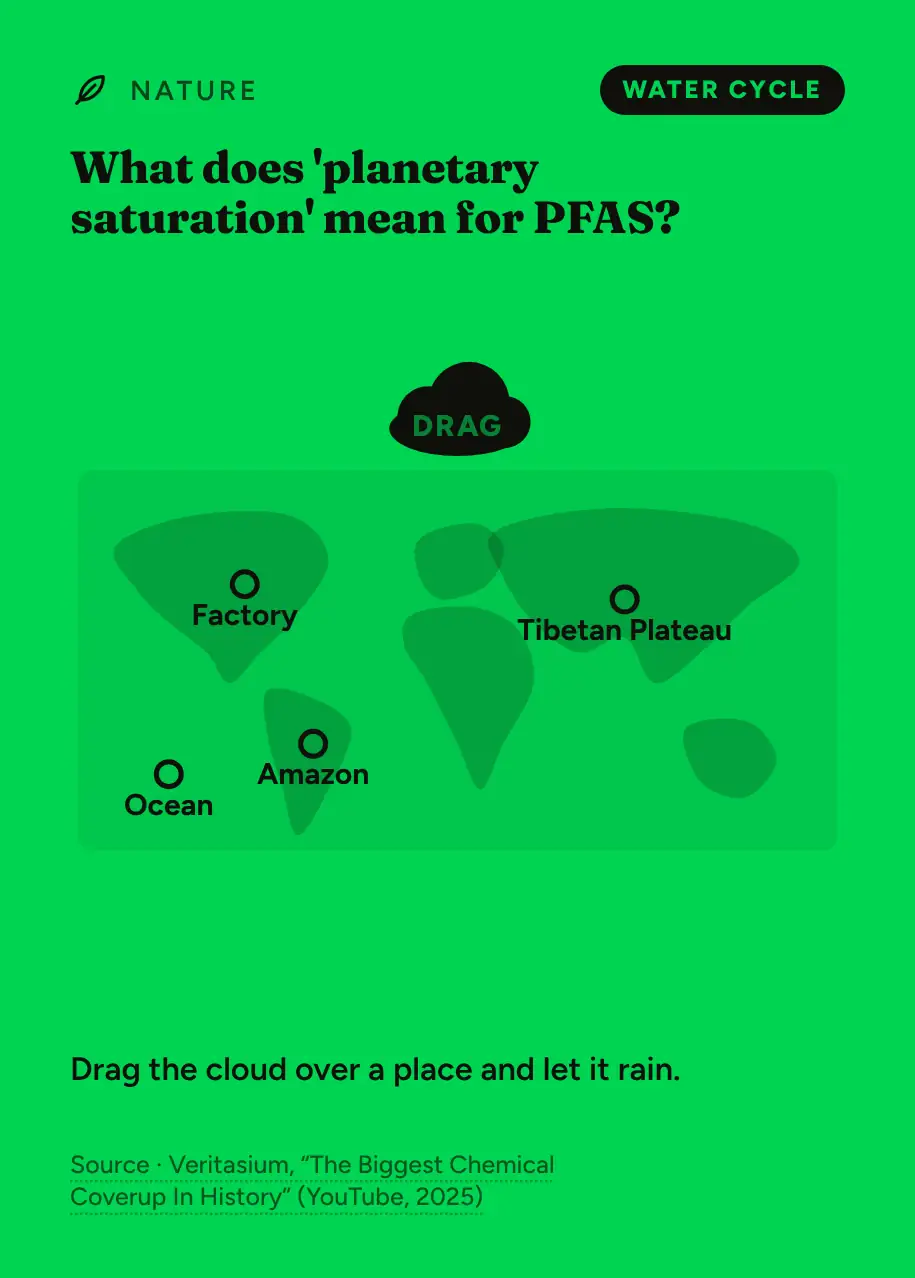 NATURE
WATER CYCLE
What does 'planetary
saturation' mean for PFAS?
DRAG
Factory
Tibetan Plateau
Amazon
Ocean
Drag the cloud over a place and let it rain.
Source · Veritasium, “The Biggest Chemical
Coverup In History” (YouTube, 2025)